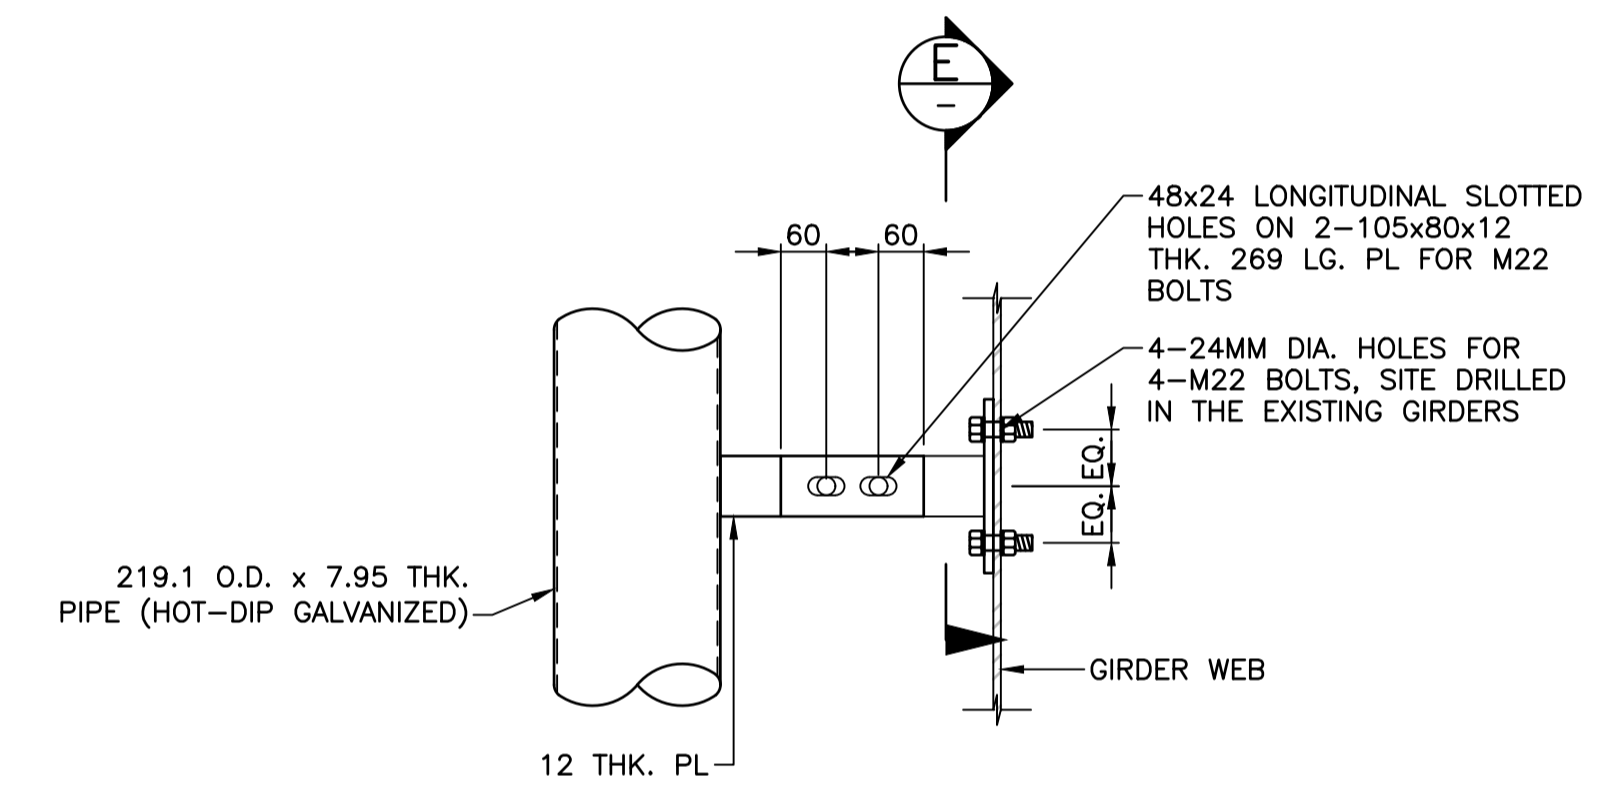 E
-
60 60
48x24 LONGITUDINAL SLOTTED
HOLES ON 2-105x80x12
THK. 269 LG. PL FOR M22
BOLTS
4-24MM DIA. HOLES FOR
4-M22 BOLTS, SITE DRILLED
IN THE EXISTING GIRDERS
EQ.
EQ.
219.1 O.D. x 7.95 THK.
PIPE (HOT-DIP GALVANIZED)
GIRDER WEB
12 THK. PL